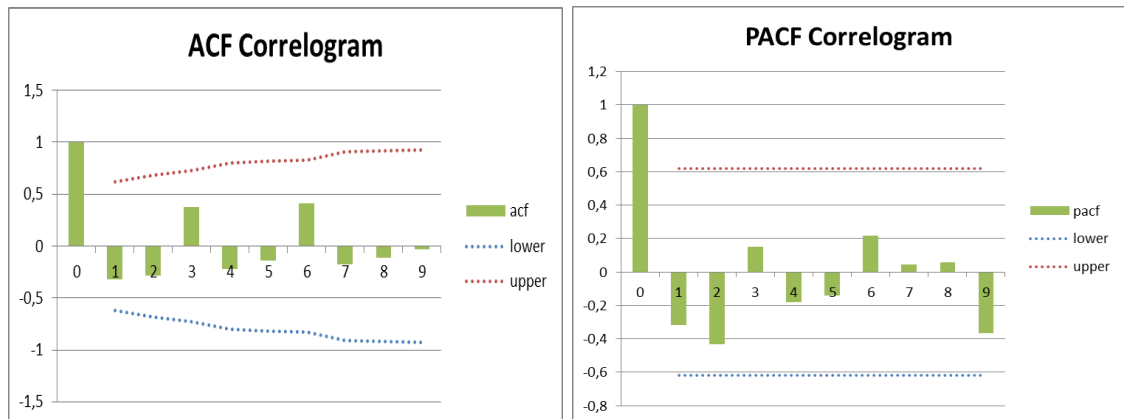 ACF Correlogram
1,5
1
0,5
0
-0,5
-1
-1,5
0 1 2 3 4 5 6 7 8 9
acf
lower
upper
PACF Correlogram
1,2
1
0,8
0,6
0,4
0,2
0
-0,2
-0,4
-0,6
-0,8
0 1 2 3 4 5 6 7 8 9
pacf
lower
upper